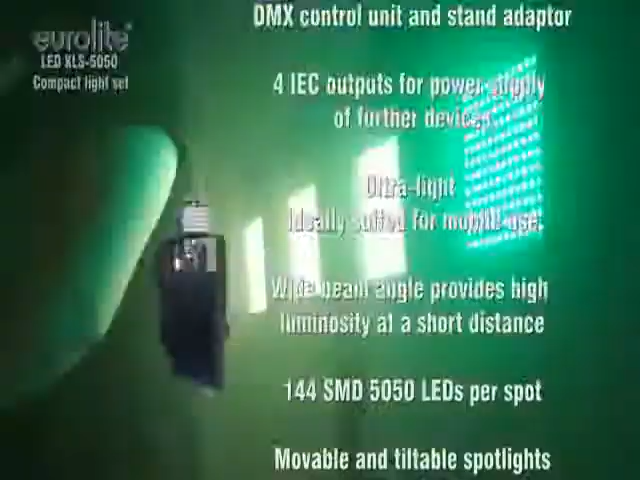 eurolite®
LED XLS-5050
Compact light set
DMX control unit and stand adaptor
4 IEC outputs for power supply
of further devices
Ultra-light
Ideally suited for mobile use
Wide beam angle provides high
luminosity at a short distance
144 SMD 5050 LEDs per spot
Movable and tiltable spotlights